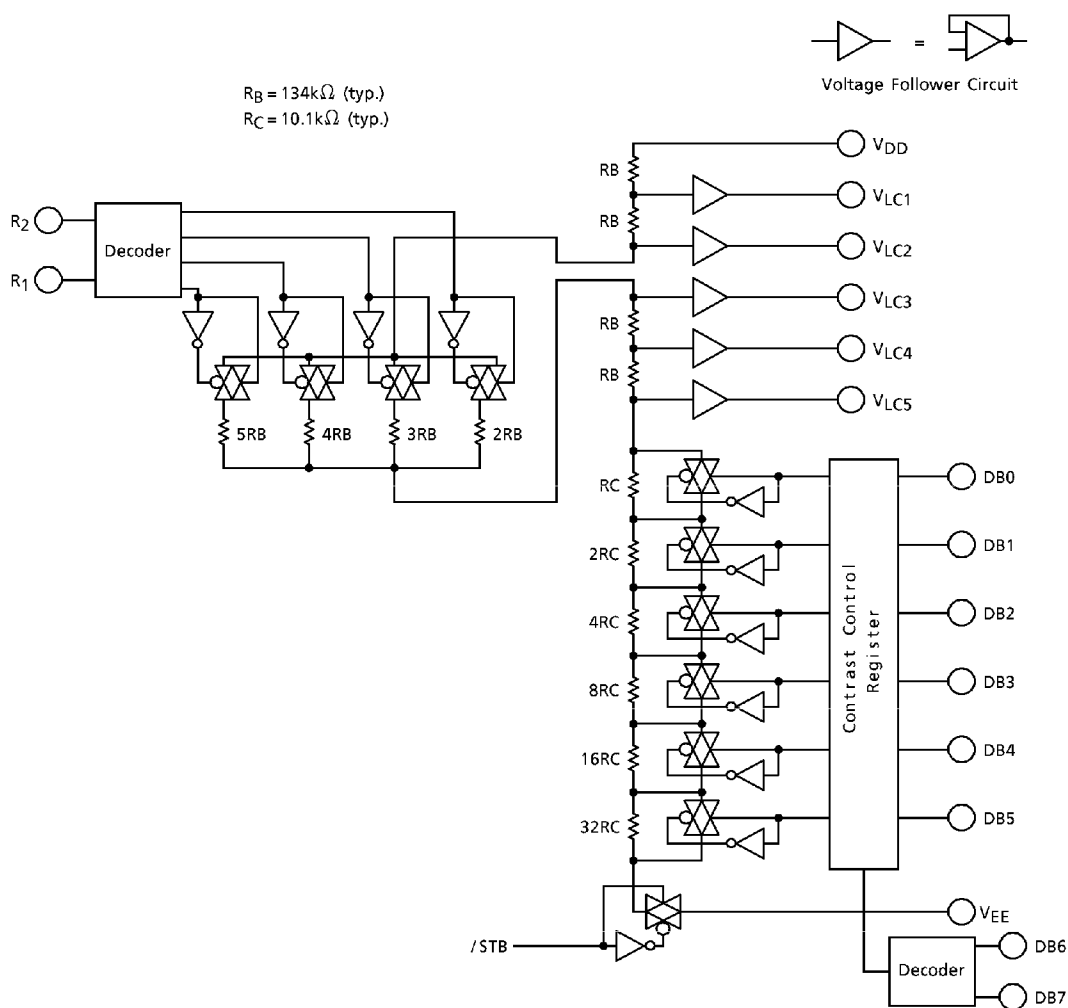 =
Voltage Follower Circuit
RB = 134kΩ (typ.)
RC = 10.1kΩ (typ.)
VDD
RB
VLC1
R2
RB
Decoder
VLC2
R1
VLC3
RB
VLC4
RB
VLC5
5RB
4RB
3RB
2RB
RC
DB0
2RC
DB1
4RC
DB2
Contrast Control
Register
8RC
DB3
16RC
DB4
32RC
DB5
VEE
/STB
DB6
Decoder
DB7